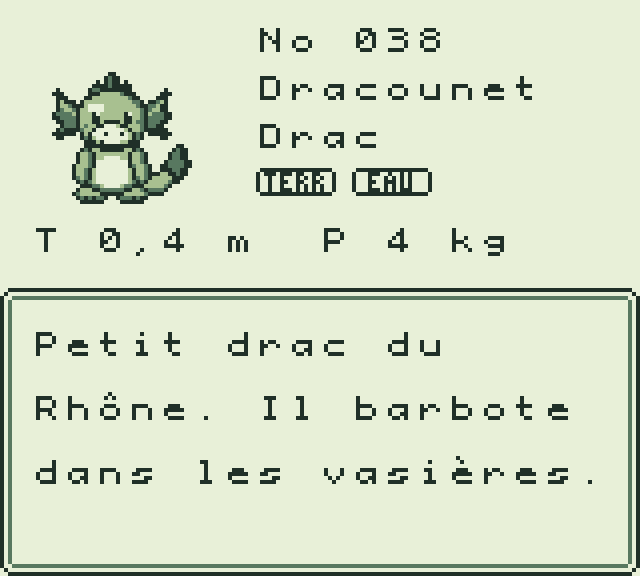 No 038
Dracounet
Drac
TERR EAU
T 0,4 m P 4 kg
Petit drac du
Rhône. Il barbote
dans les vasières.